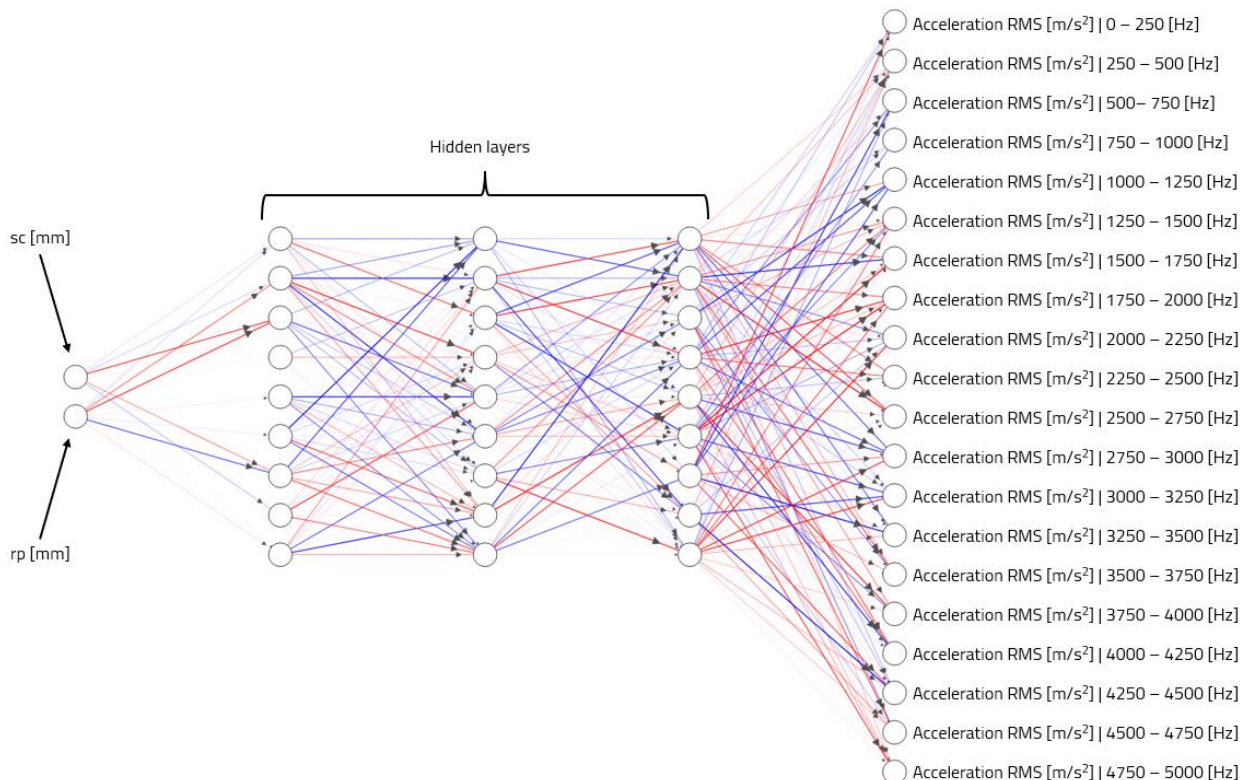 Acceleration RMS [m/s²] | 0 – 250 [Hz]
Acceleration RMS [m/s²] | 250 – 500 [Hz]
Acceleration RMS [m/s²] | 500– 750 [Hz]
Acceleration RMS [m/s²] | 750 – 1000 [Hz]
Hidden layers
Acceleration RMS [m/s²] | 1000 – 1250 [Hz]
Acceleration RMS [m/s²] | 1250 – 1500 [Hz]
sc [mm]
Acceleration RMS [m/s²] | 1500 – 1750 [Hz]
Acceleration RMS [m/s²] | 1750 – 2000 [Hz]
Acceleration RMS [m/s²] | 2000 – 2250 [Hz]
Acceleration RMS [m/s²] | 2250 – 2500 [Hz]
Acceleration RMS [m/s²] | 2500 – 2750 [Hz]
Acceleration RMS [m/s²] | 2750 – 3000 [Hz]
Acceleration RMS [m/s²] | 3000 – 3250 [Hz]
Acceleration RMS [m/s²] | 3250 – 3500 [Hz]
rp [mm]
Acceleration RMS [m/s²] | 3500 – 3750 [Hz]
Acceleration RMS [m/s²] | 3750 – 4000 [Hz]
Acceleration RMS [m/s²] | 4000 – 4250 [Hz]
Acceleration RMS [m/s²] | 4250 – 4500 [Hz]
Acceleration RMS [m/s²] | 4500 – 4750 [Hz]
Acceleration RMS [m/s²] | 4750 – 5000 [Hz]